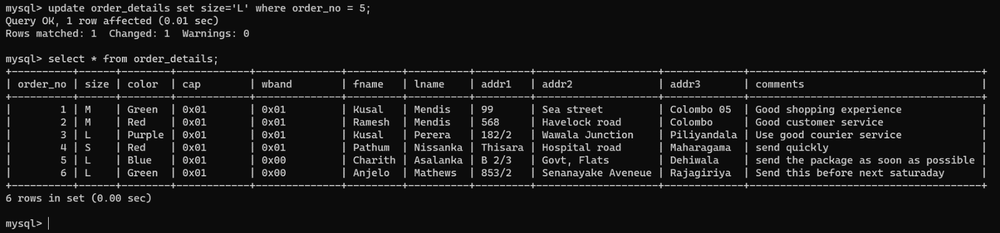 mysql> update order_details set size='L' where order_no = 5;
Query OK, 1 row affected (0.01 sec)
Rows matched: 1  Changed: 1  Warnings: 0

mysql> select * from order_details;
+----------+------+--------+------------+--------------+---------+----------+---------+-------------------+-------------+--------------------------------------+
| order_no | size | color  | cap        | wband        | fname   | lname    | addr1   | addr2             | addr3       | comments                             |
+----------+------+--------+------------+--------------+---------+----------+---------+-------------------+-------------+--------------------------------------+
|        1 | M    | Green  | 0x01       | 0x01         | Kusal   | Mendis   | 99      | Sea street        | Colombo 05  | Good shopping experience             |
|        2 | M    | Red    | 0x01       | 0x01         | Ramesh  | Mendis   | 568     | Havelock road     | Colombo     | Good customer service                |
|        3 | L    | Purple | 0x01       | 0x01         | Kusal   | Perera   | 182/2   | Wawala Junction   | Piliyandala | Use good courier service             |
|        4 | S    | Red    | 0x01       | 0x01         | Pathum  | Nissanka | Thisara | Hospital road     | Maharagama  | send quickly                         |
|        5 | L    | Blue   | 0x01       | 0x00         | Charith | Asalanka | B 2/3   | Govt, Flats       | Dehiwala    | send the package as soon as possible |
|        6 | L    | Green  | 0x01       | 0x00         | Anjelo  | Mathews  | 853/2   | Senanayake Aveneue | Rajagiriya  | Send this before next saturaday      |
+----------+------+--------+------------+--------------+---------+----------+---------+-------------------+-------------+--------------------------------------+
6 rows in set (0.00 sec)

mysql>